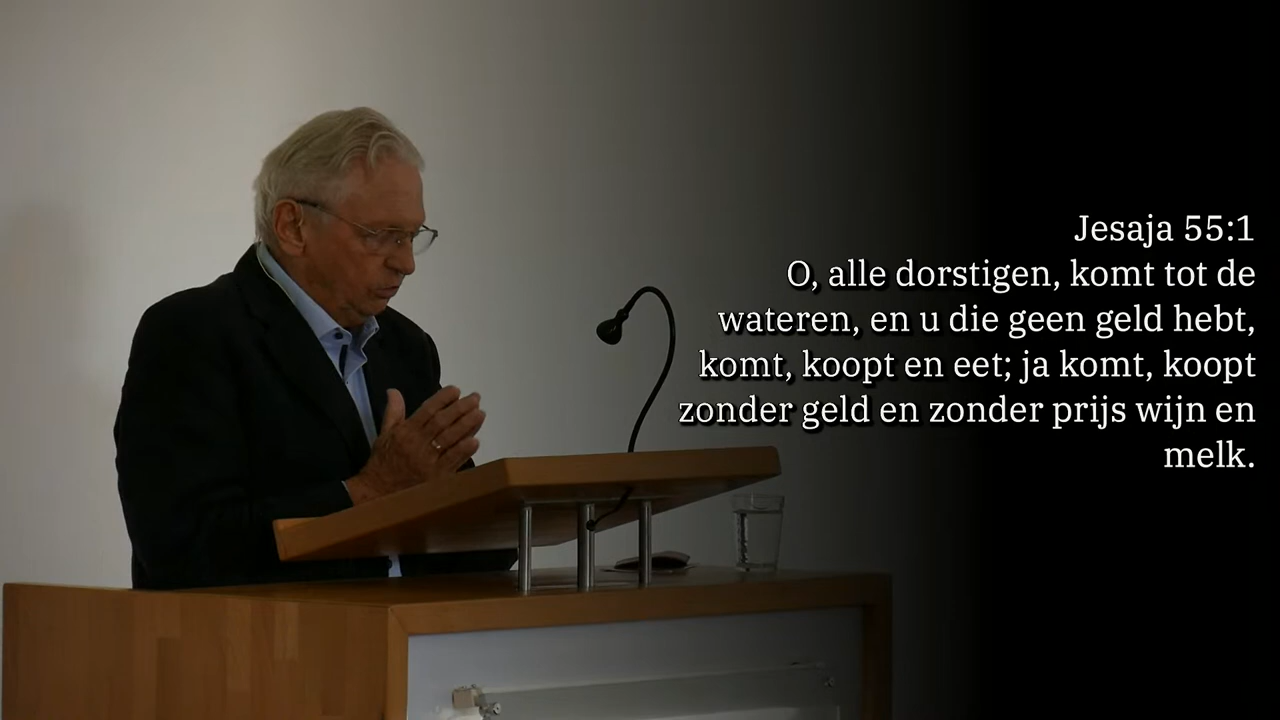 Jesaja 55:1
O, alle dorstigen, komt tot de
wateren, en u die geen geld hebt,
komt, koopt en eet; ja komt, koopt
zonder geld en zonder prijs wijn en
melk.